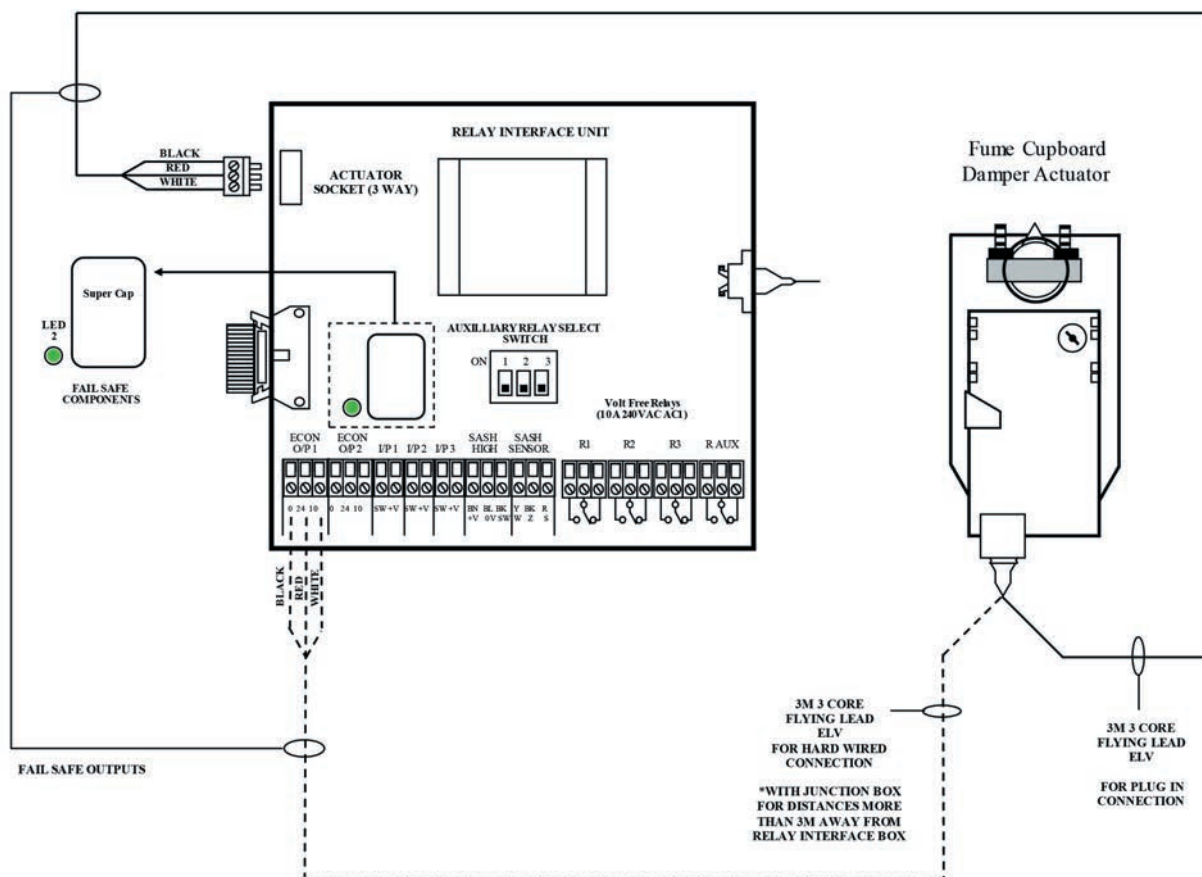 RELAY INTERFACE UNIT
BLACK
RED
WHITE
ACTUATOR
SOCKET (3 WAY)
Fume Cupboard
Damper Actuator
Super Cap
LED
2
FAIL SAFE
COMPONENTS
AUXILLIARY RELAY SELECT
SWITCH
ON 1 2 3
Volt Free Relays
(10A 240VAC AC1)
ECON
O/P1
ECON
O/P2
I/P1
I/P2
I/P3
SASH
HIGH
SASH
SENSOR
R1
R2
R3
R AUX
0 24 10
0 24 10
SW +V
SW +V
SW +V
BN BL BK
+V 0V SW
Y BK R
W Z S
BLACK
RED
WHITE
FAIL SAFE OUTPUTS
3M 3 CORE
FLYING LEAD
ELV
FOR HARD WIRED
CONNECTION
*WITH JUNCTION BOX
FOR DISTANCES MORE
THAN 3M AWAY FROM
RELAY INTERFACE BOX
3M 3 CORE
FLYING LEAD
ELV
FOR PLUG IN
CONNECTION